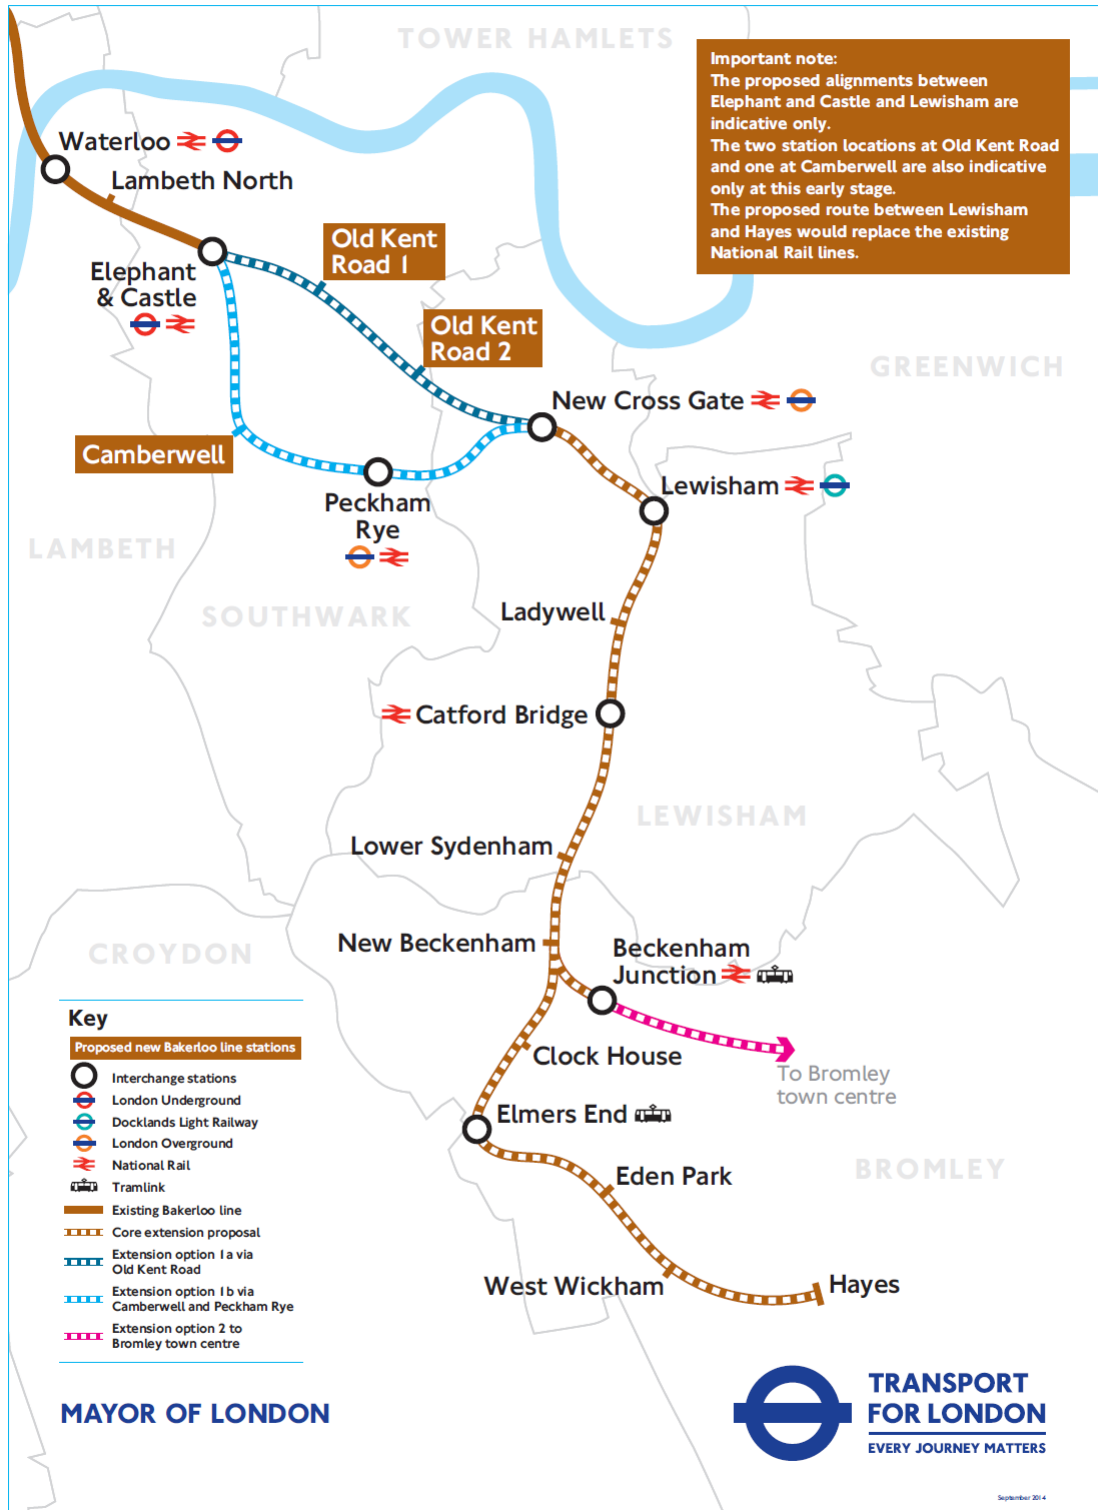 TOWER HAMLETS
Important note:
The proposed alignments between
Elephant and Castle and Lewisham are
indicative only.
The two station locations at Old Kent Road
and one at Camberwell are also indicative
only at this early stage.
The proposed route between Lewisham
and Hayes would replace the existing
National Rail lines.
Waterloo
Lambeth North
Elephant
& Castle
Old Kent
Road 1
Old Kent
Road 2
GREENWICH
New Cross Gate
Camberwell
Lewisham
Peckham
Rye
LAMBETH
SOUTHWARK
Ladywell
Catford Bridge
LEWISHAM
Lower Sydenham
New Beckenham
Beckenham
Junction
CROYDON
Clock House
To Bromley
town centre
Elmers End
BROMLEY
Eden Park
West Wickham
Hayes
Key
Proposed new Bakerloo line stations
Interchange stations
London Underground
Docklands Light Railway
London Overground
National Rail
Tramlink
Existing Bakerloo line
Core extension proposal
Extension option 1a via
Old Kent Road
Extension option 1b via
Camberwell and Peckham Rye
Extension option 2 to
Bromley town centre
MAYOR OF LONDON
TRANSPORT
FOR LONDON
EVERY JOURNEY MATTERS
September 2014